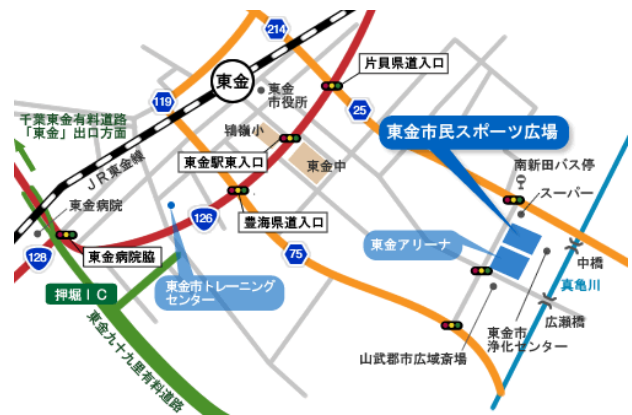 214
東金
119
東金
市役所
片貝県道入口
25
千葉東金有料道路
「東金」出口方面
鴇嶺小
東金市民スポーツ広場
JR東金線
東金駅東入口
東金中
南新田バス停
スーパー
東金病院
126
豊海県道入口
東金アリーナ
128
東金病院脇
75
中橋
東金市トレーニング
センター
真亀川
押堀IC
広瀬橋
東金市
浄化センター
山武郡市広域斎場
東金九十九里有料道路